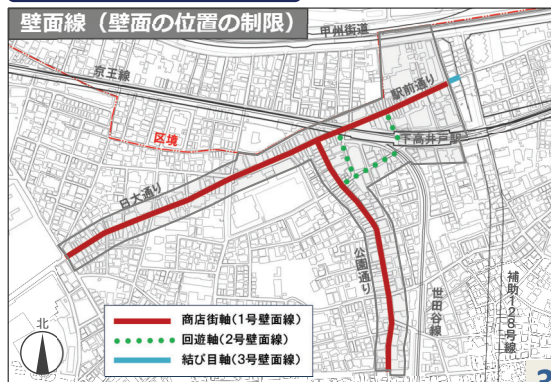 壁面線（壁面の位置の制限）
甲州街道
京王線
駅前通り
区境
下高井戸駅
日大通り
公園通り
世田谷線
補助128号線
商店街軸(1号壁面線)
回遊軸(2号壁面線)
結び目軸(3号壁面線)
北
3